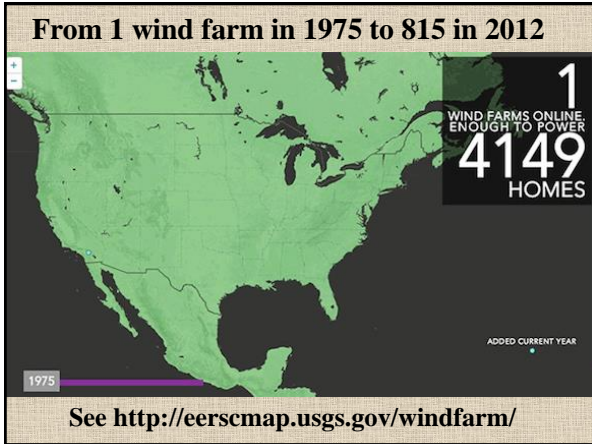 From 1 wind farm in 1975 to 815 in 2012
+
−
1
WIND FARMS ONLINE.
ENOUGH TO POWER
4149
HOMES
ADDED CURRENT YEAR
1975
See http://eerscmap.usgs.gov/windfarm/